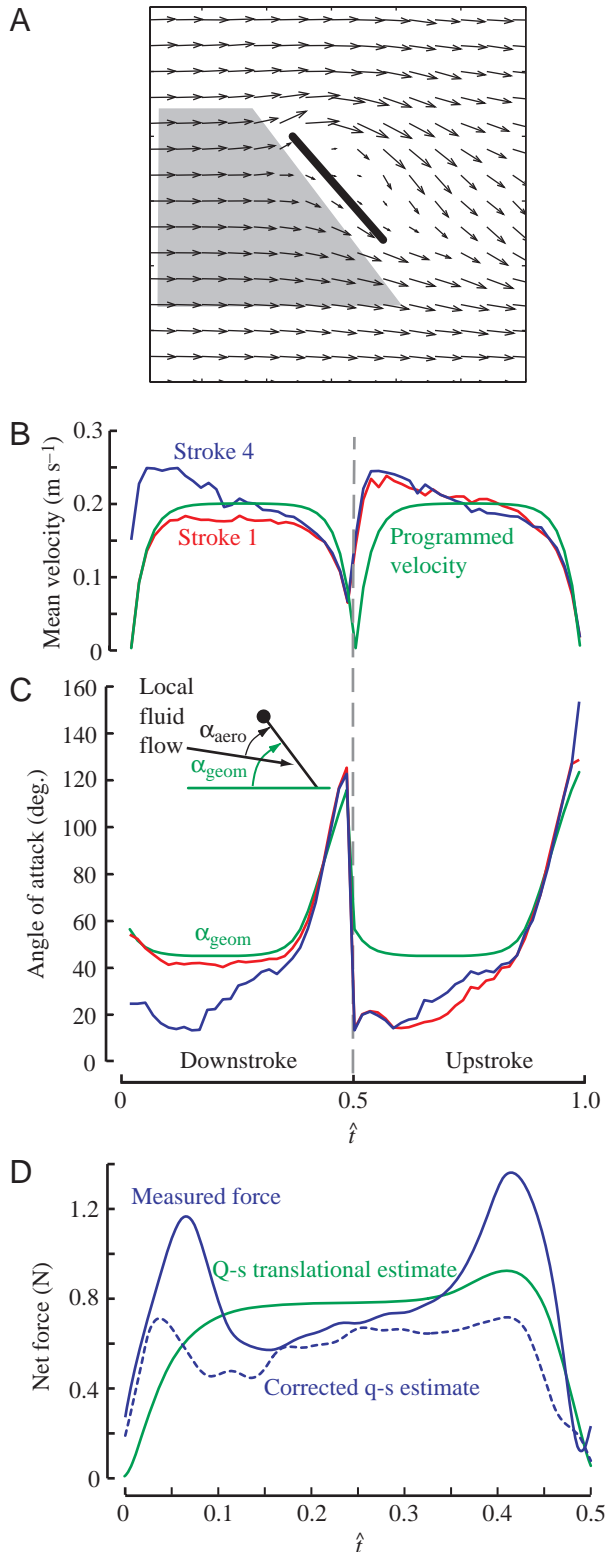 A
B
0.3
0.2
0.1
0
Mean velocity (m s⁻¹)
Stroke 4
Stroke 1
Programmed
velocity
C
160
140
120
100
80
60
40
20
0
Angle of attack (deg.)
Local
fluid
flow
αaero
αgeom
αgeom
Downstroke
Upstroke
0
0.5
1.0
t̂
D
1.2
0.8
0.4
0
Net force (N)
Measured force
Q-s translational estimate
Corrected q-s estimate
0
0.1
0.2
0.3
0.4
0.5
t̂